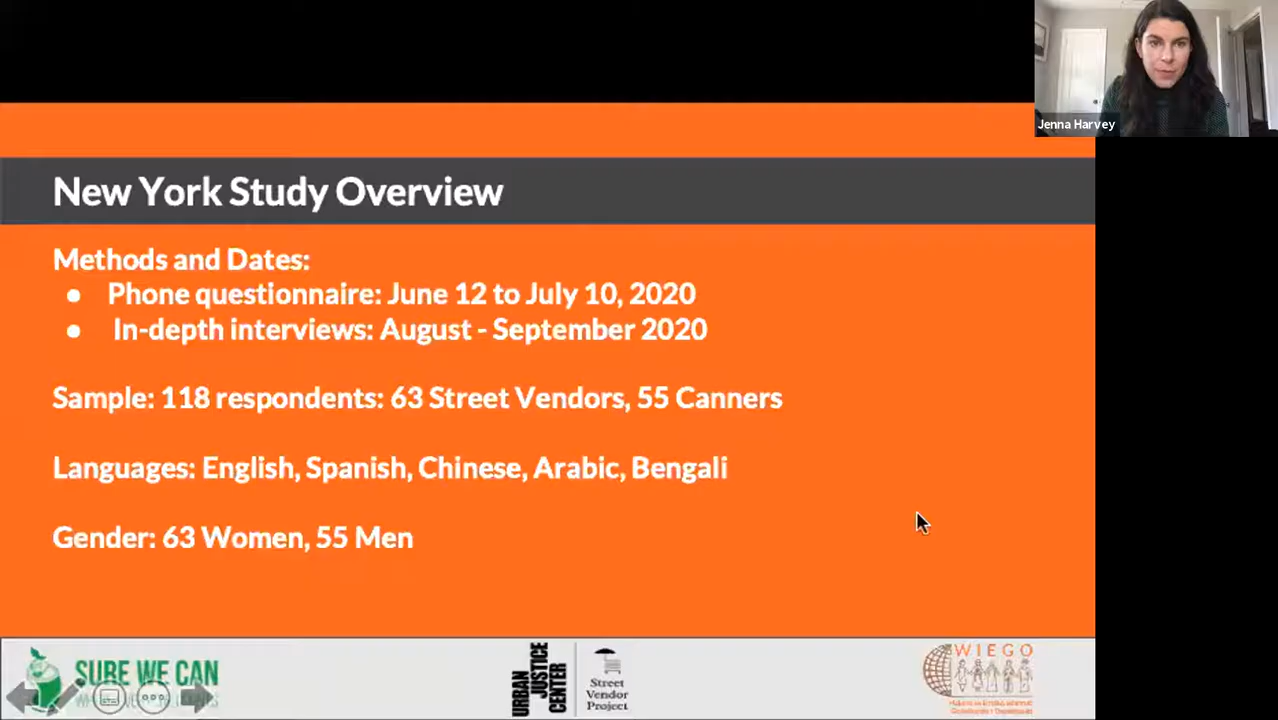 Jenna Harvey
New York Study Overview
Methods and Dates:
● Phone questionnaire: June 12 to July 10, 2020
● In-depth interviews: August - September 2020
Sample: 118 respondents: 63 Street Vendors, 55 Canners
Languages: English, Spanish, Chinese, Arabic, Bengali
Gender: 63 Women, 55 Men
SURE WE CAN
URBAN
JUSTICE
CENTER
Street
Vendor
Project
WIEGO